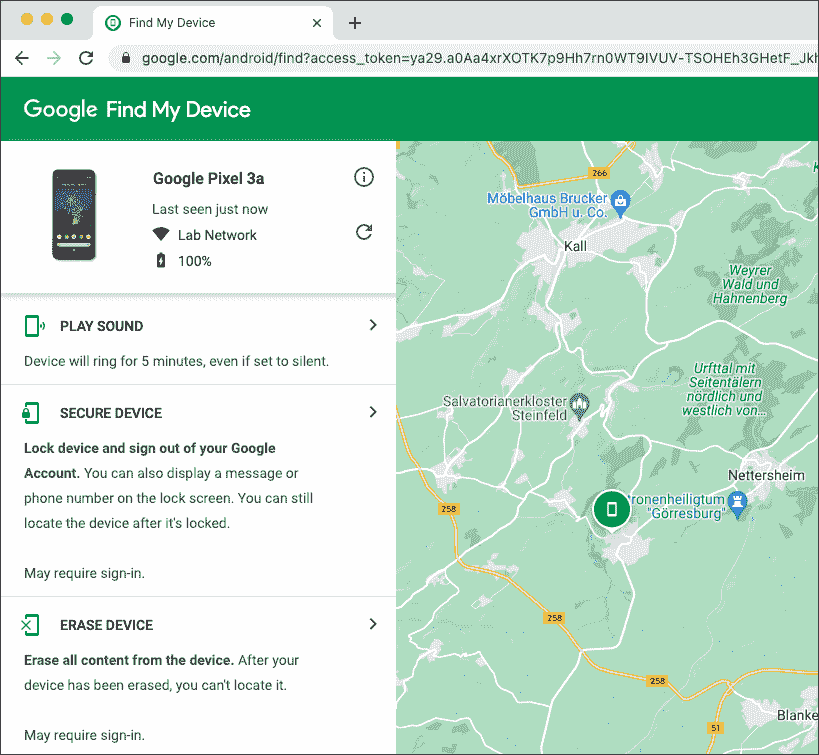 Find My Device
google.com/android/find?access_token=ya29.a0Aa4xrXOTK7p9Hh7rn0WT9IVUV-TSOHEh3GHetF_Jkh
Google Find My Device
Google Pixel 3a
Last seen just now
Lab Network
100%
PLAY SOUND
Device will ring for 5 minutes, even if set to silent.
SECURE DEVICE
Lock device and sign out of your Google
Account. You can also display a message or
phone number on the lock screen. You can still
locate the device after it's locked.
May require sign-in.
ERASE DEVICE
Erase all content from the device. After your
device has been erased, you can't locate it.
May require sign-in.
266
Möbelhaus Brucker
GmbH u. Co.
Kall
Weyrer
Wald und
Hahnenberg
Urfttal mit
Seitentälern
nördlich und
westlich von...
Salvatorianerkloster
Steinfeld
Nettersheim
tronenheiligtum
"Görresburg"
258
258
258
51
Blanke